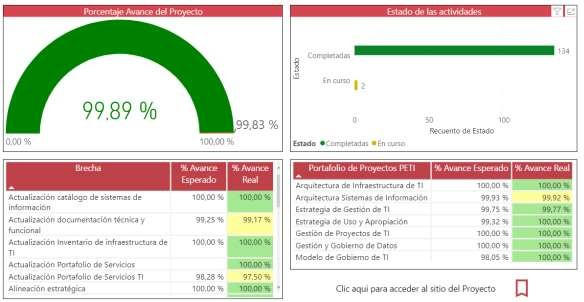 Porcentaje Avance del Proyecto
99,89 %
99,83 %
0,00 %
100,00 %
Estado de las actividades
Estado
Completadas
134
En curso
2
0
50
100
Recuento de Estado
Estado Completadas En curso
Brecha % Avance Esperado % Avance Real
Actualización catálogo de sistemas de información 100,00 % 100,00 %
Actualización documentación técnica y funcional 99,25 % 99,17 %
Actualización Inventario de infraestructura de TI 100,00 % 100,00 %
Actualización Portafolio de Servicios 100,00 %
Actualización Portafolio de Servicios TI 98,28 % 97,50 %
Alineación estratégica 100,00 % 100,00 %
Portafolio de Proyectos PETI % Avance Esperado % Avance Real
Arquitectura de Infraestructura de TI 100,00 % 100,00 %
Arquitectura Sistemas de Información 99,93 % 99,92 %
Estrategia de Gestión de TI 99,75 % 99,77 %
Estrategia de Uso y Apropiación 99,32 % 100,00 %
Gestión de Proyectos de TI 100,00 % 100,00 %
Gestión y Gobierno de Datos 100,00 % 100,00 %
Modelo de Gobierno de TI 98,05 % 100,00 %
Clic aqui para acceder al sitio del Proyecto